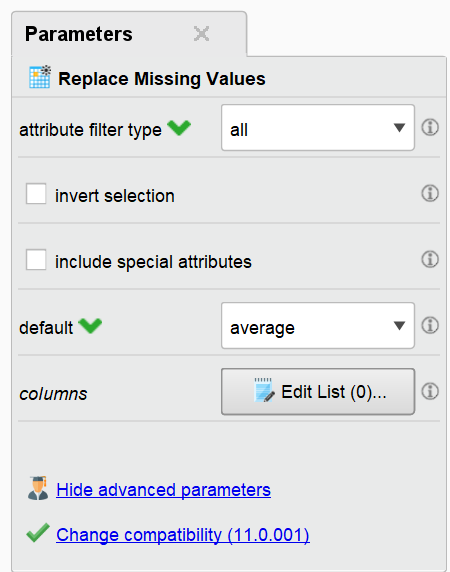 Parameters
Replace Missing Values
attribute filter type all
invert selection
include special attributes
default average
columns Edit List (0)...
Hide advanced parameters
Change compatibility (11.0.001)